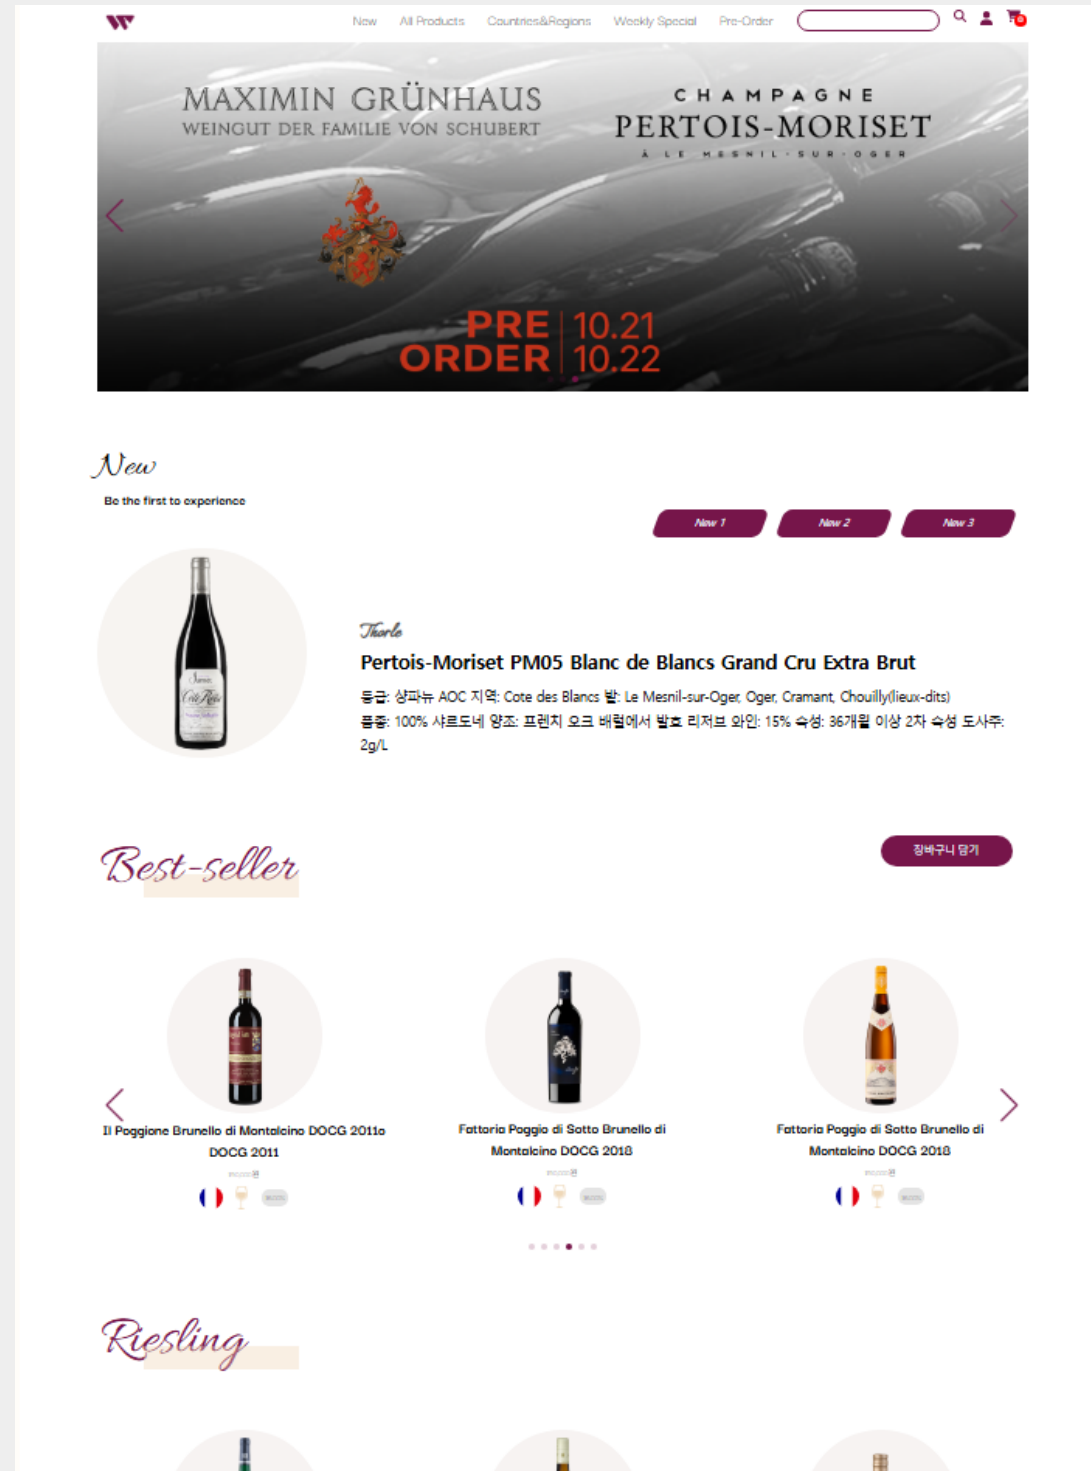 New All Products Countries&Regions Weekly Special Pre-Order
MAXIMIN GRÜNHAUS
WEINGUT DER FAMILIE VON SCHUBERT
CHAMPAGNE
PERTOIS-MORISET
À LE MESNIL-SUR-OGER
PRE ORDER
10.21
10.22
New
Be the first to experience
New 1
New 2
New 3
Thorle
Pertois-Moriset PM05 Blanc de Blancs Grand Cru Extra Brut
등급: 샹파뉴 AOC 지역: Cote des Blancs 밭: Le Mesnil-sur-Oger, Oger, Cramant, Chouilly(lieux-dits)
품종: 100% 샤르도네 양조: 프렌치 오크 배럴에서 발효 리저브 와인: 15% 숙성: 36개월 이상 2차 숙성 도사주:
2g/L
Best-seller
장바구니 담기
Il Poggione Brunello di Montalcino DOCG 2011o
DOCG 2011
Fattoria Poggio di Sotto Brunello di
Montalcino DOCG 2018
Fattoria Poggio di Sotto Brunello di
Montalcino DOCG 2018
Riesling